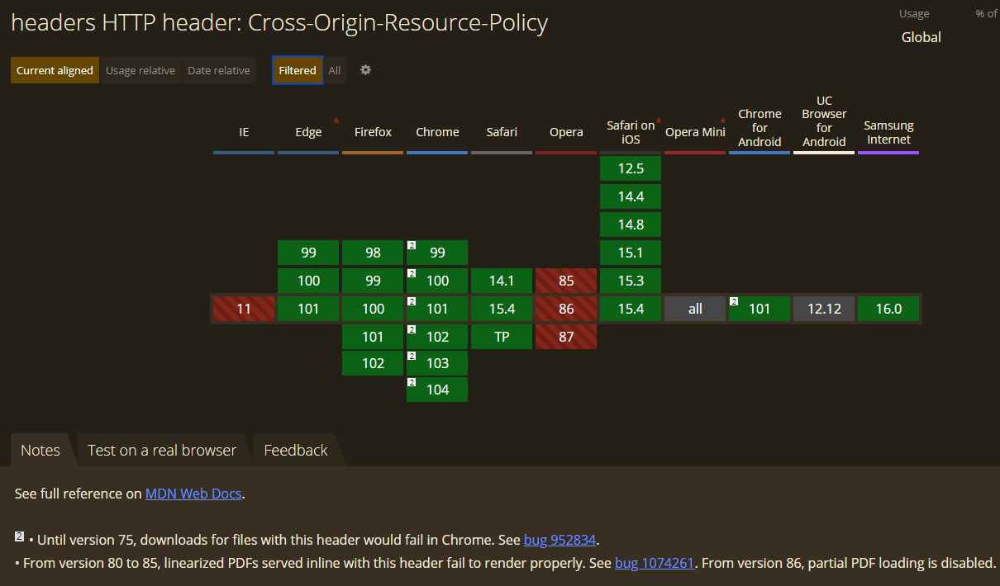 headers HTTP header: Cross-Origin-Resource-Policy
Usage % of
Global
Current aligned Usage relative Date relative Filtered All
IE Edge * Firefox Chrome Safari Opera Safari on iOS * Opera Mini * Chrome for Android UC Browser for Android Samsung Internet
12.5
14.4
14.8
99 98 2 99 15.1
100 99 2 100 14.1 85 15.3
11 101 100 2 101 15.4 86 15.4 all 2 101 12.12 16.0
101 2 102 TP 87
102 2 103
2 104
Notes Test on a real browser Feedback
See full reference on MDN Web Docs.
2 • Until version 75, downloads for files with this header would fail in Chrome. See bug 952834.
• From version 80 to 85, linearized PDFs served inline with this header fail to render properly. See bug 1074261. From version 86, partial PDF loading is disabled.